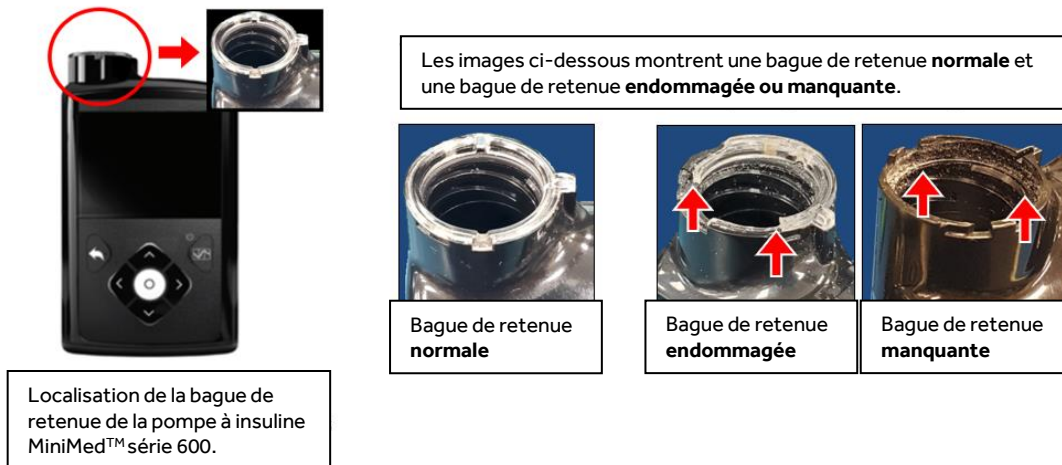 Les images ci-dessous montrent une bague de retenue normale et
une bague de retenue endommagée ou manquante.
Bague de retenue
normale
Bague de retenue
endommagée
Bague de retenue
manquante
Localisation de la bague de
retenue de la pompe à insuline
MiniMed™ série 600.